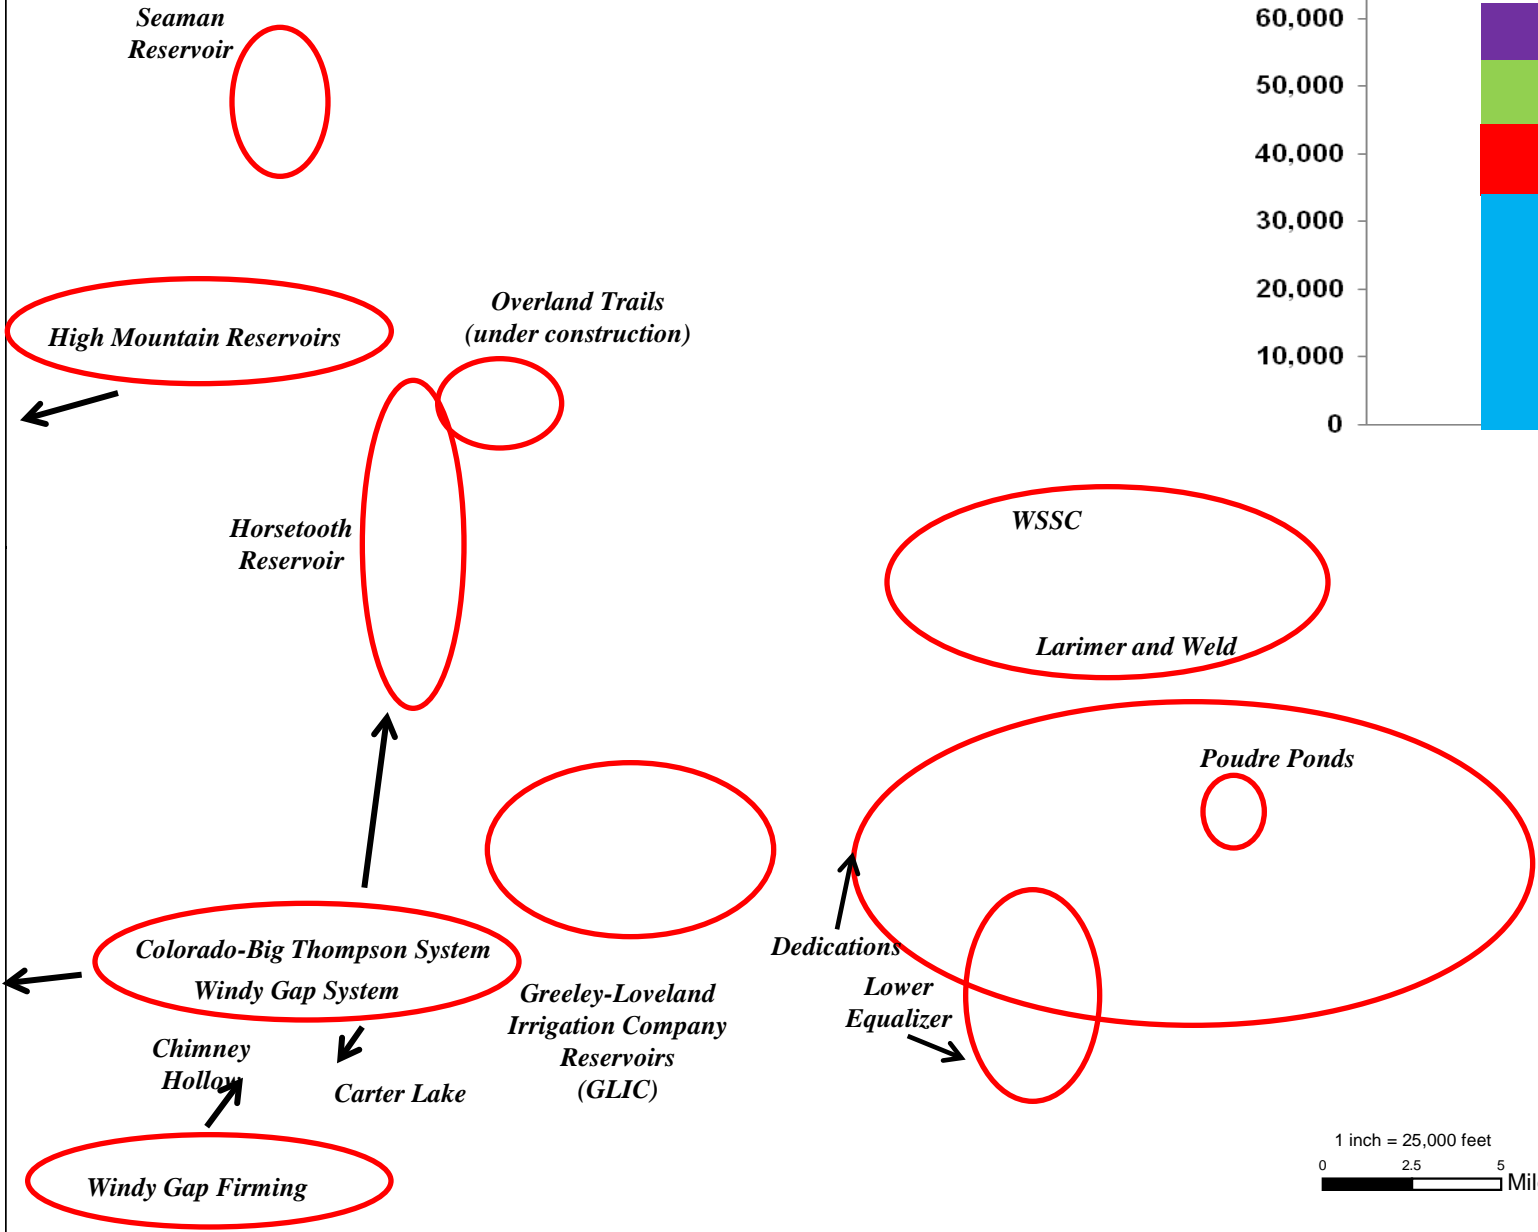 Seaman
Reservoir
60,000
50,000
40,000
30,000
20,000
10,000
0
High Mountain Reservoirs
Overland Trails
(under construction)
Horsetooth
Reservoir
WSSC
Larimer and Weld
Poudre Ponds
Colorado-Big Thompson System
Windy Gap System
Dedications
Lower
Equalizer
Greeley-Loveland
Irrigation Company
Reservoirs
(GLIC)
Chimney
Hollow
Carter Lake
Windy Gap Firming
1 inch = 25,000 feet
0 2.5 5
Mil